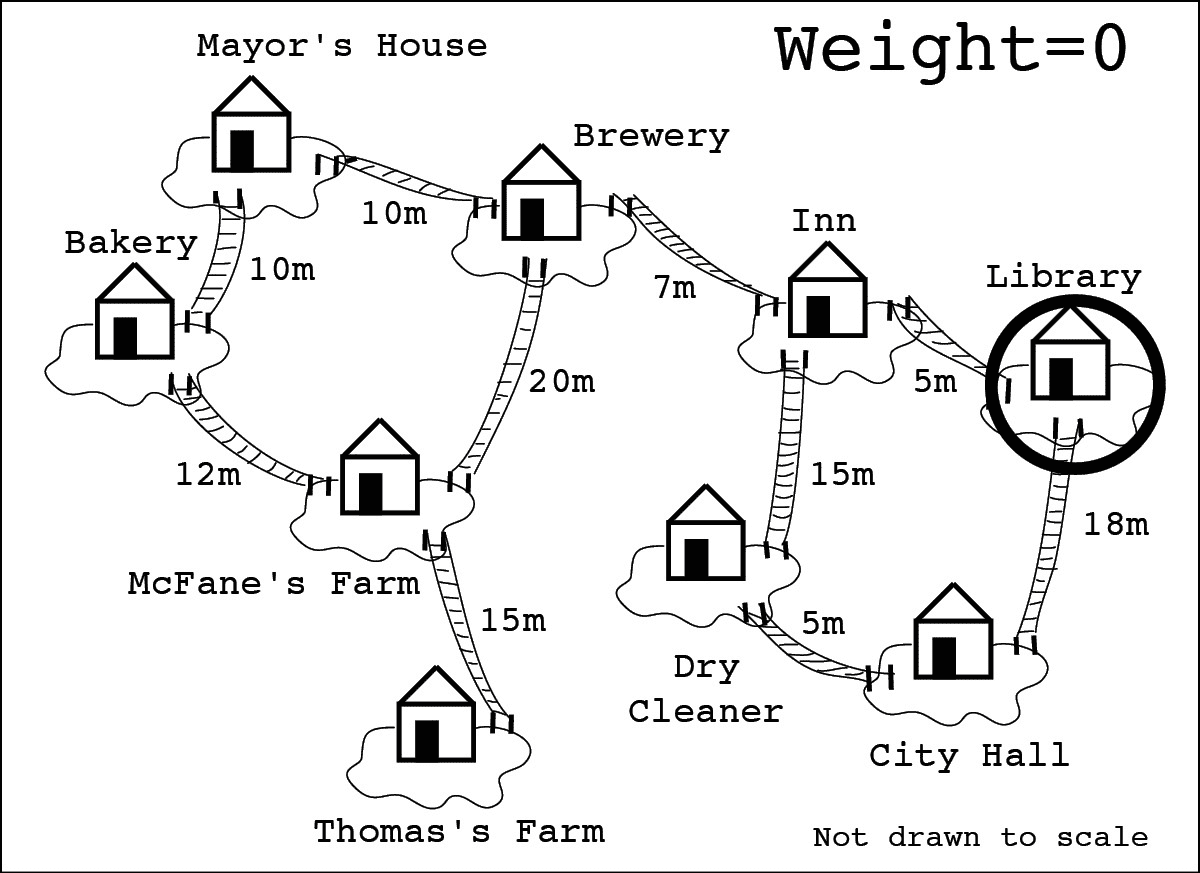 Mayor's House
Weight=0
Brewery
10m
Inn
Bakery
10m
7m
Library
20m
5m
12m
15m
18m
McFane's Farm
15m
5m
Dry
Cleaner
City Hall
Thomas's Farm
Not drawn to scale